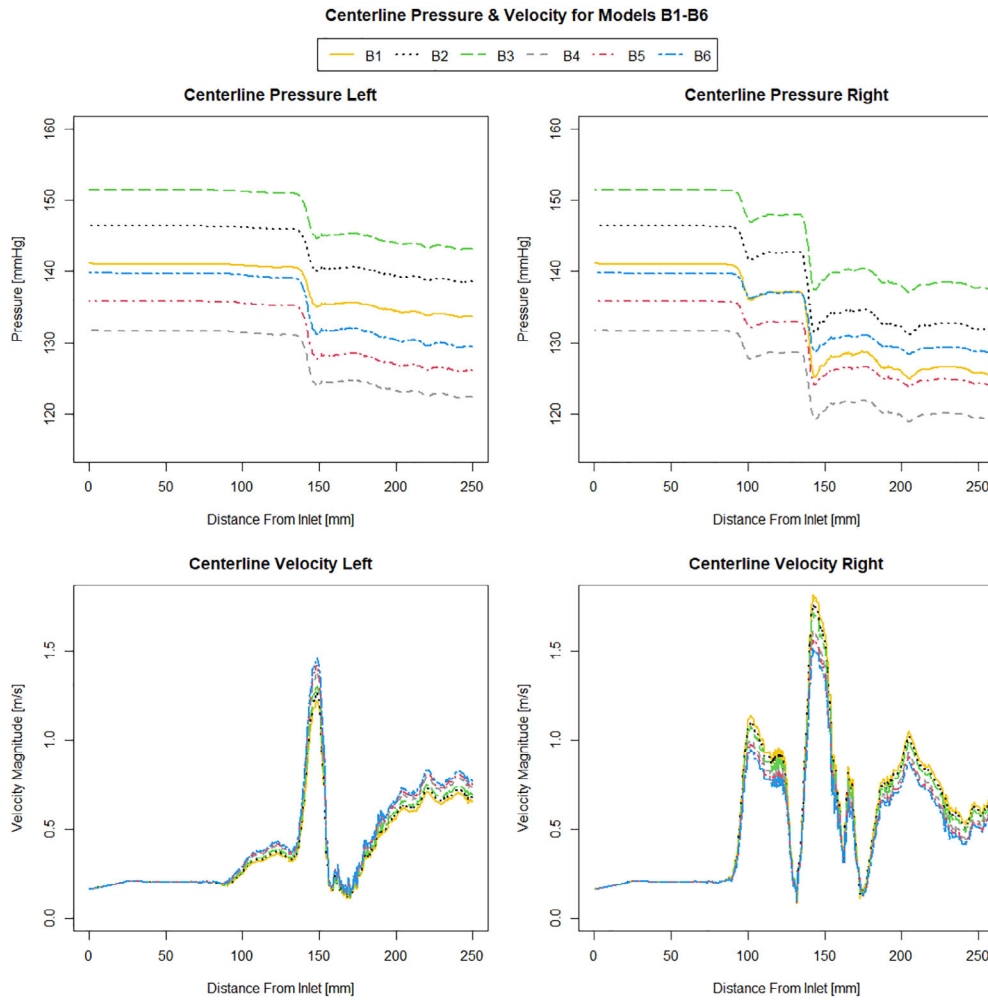 Centerline Pressure & Velocity for Models B1-B6
B1 B2 B3 B4 B5 B6
Centerline Pressure Left
Pressure [mmHg]
160
150
140
130
120
0 50 100 150 200 250
Distance From Inlet [mm]
Centerline Pressure Right
Pressure [mmHg]
160
150
140
130
120
0 50 100 150 200 250
Distance From Inlet [mm]
Centerline Velocity Left
Velocity Magnitude [m/s]
1.5
1.0
0.5
0.0
0 50 100 150 200 250
Distance From Inlet [mm]
Centerline Velocity Right
Velocity Magnitude [m/s]
1.5
1.0
0.5
0.0
0 50 100 150 200 250
Distance From Inlet [mm]